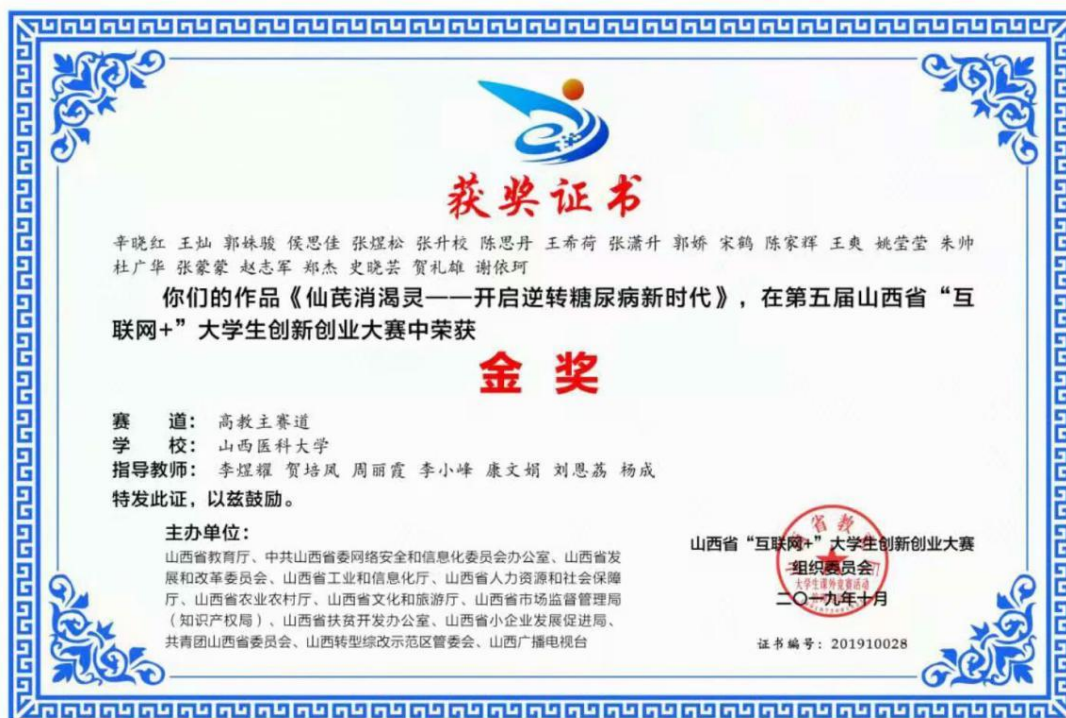 获奖证书
辛晓红 王灿 郭姝骏 侯思佳 张煜松 张升校 陈思丹 王希荷 张潇升 郭娇 宋鹤 陈家辉 王爽 姚莹莹 朱帅
杜广华 张蒙蒙 赵志军 郑杰 史晓芸 贺礼雄 谢依珂
你们的作品《仙芪消渴灵——开启逆转糖尿病新时代》，在第五届山西省“互
联网+”大学生创新创业大赛中荣获
金 奖
赛 道： 高教主赛道
学 校： 山西医科大学
指导教师： 李煜耀 贺培凤 周丽霞 李小峰 康文娟 刘恩荔 杨成
特发此证，以兹鼓励。
主办单位：
山西省教育厅、中共山西省委网络安全和信息化委员会办公室、山西省发
展和改革委员会、山西省工业和信息化厅、山西省人力资源和社会保障
厅、山西省农业农村厅、山西省文化和旅游厅、山西省市场监督管理局
（知识产权局）、山西省扶贫开发办公室、山西省小企业发展促进局、
共青团山西省委员会、山西转型综改示范区管委会、山西广播电视台
山西省“互联网+”大学生创新创业大赛
组织委员会
大学生课外竞赛活动
二〇一九年十月
证书编号：201910028